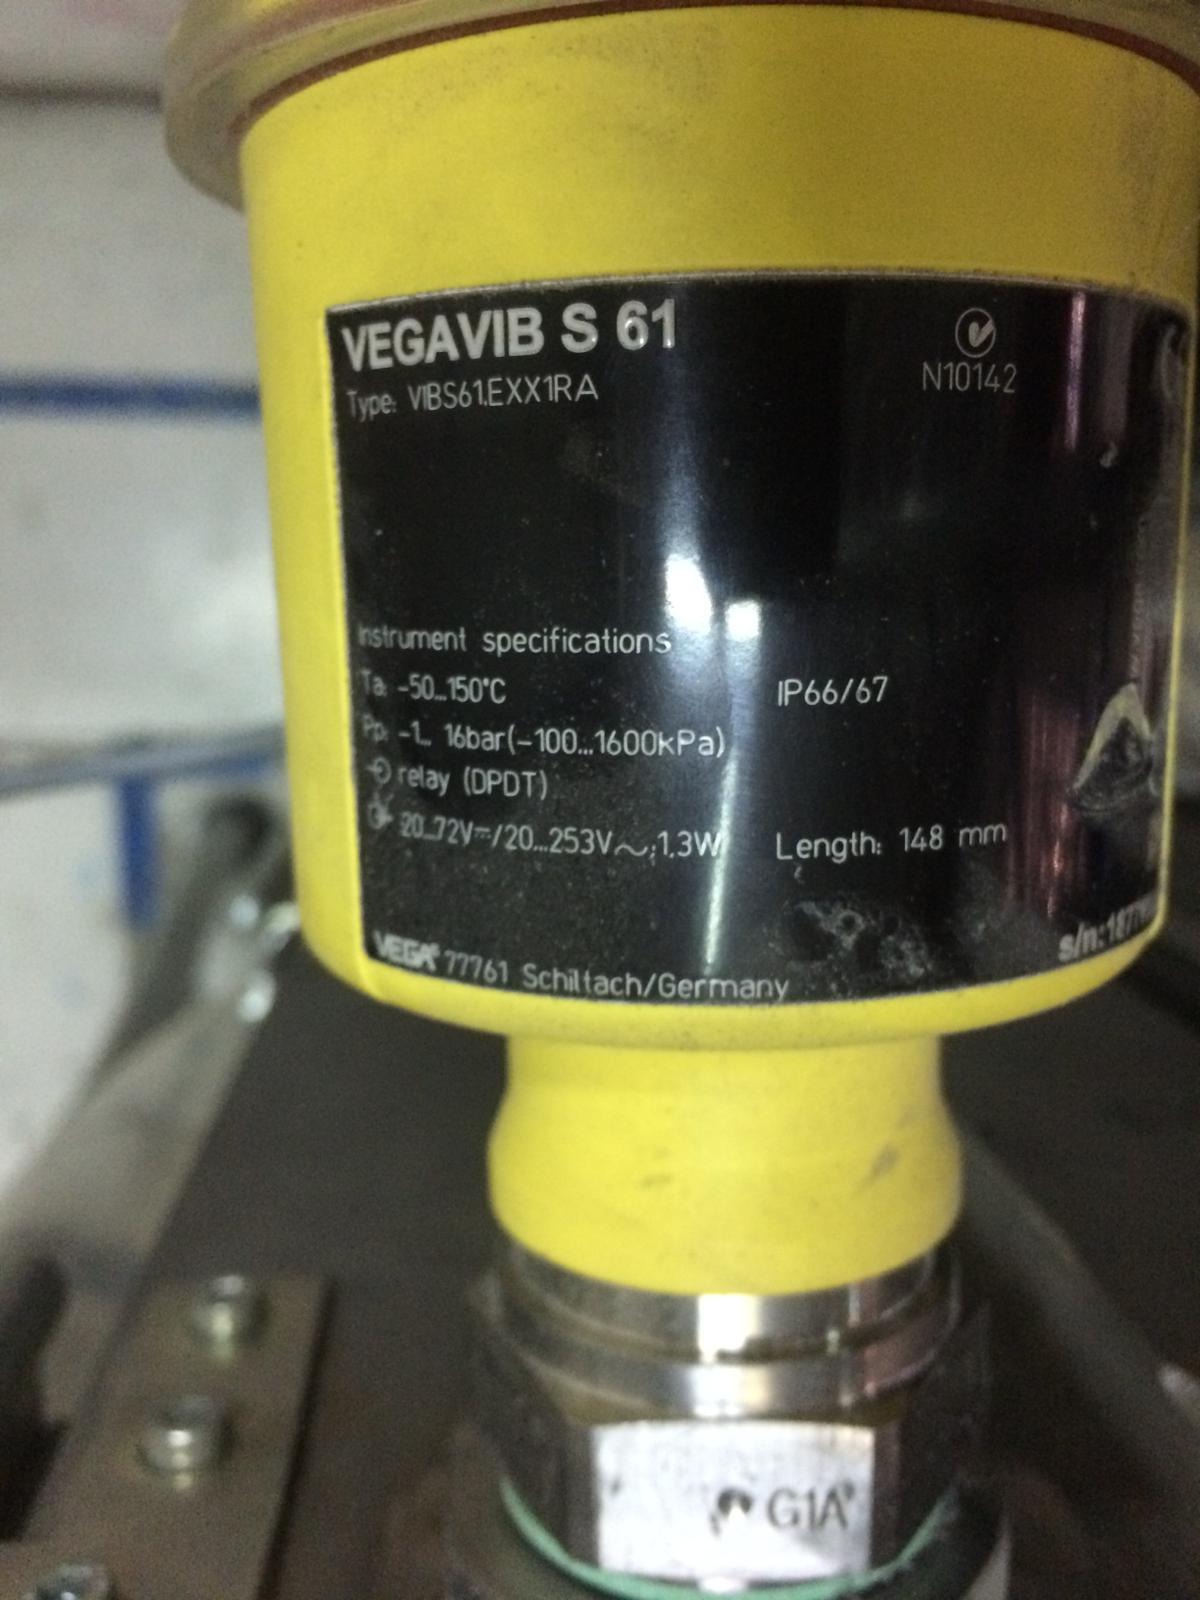 VEGAVIB S 61
Type: VIBS61.EXX1RA
N10142
Instrument specifications
Ta: -50...150°C
IP66/67
Pp: -1... 16bar(-100...1600kPa)
relay (DPDT)
20...72V⎓/20...253V~;1.3W
Length: 148 mm
s/n:
VEGA 77761 Schiltach/Germany
G1A